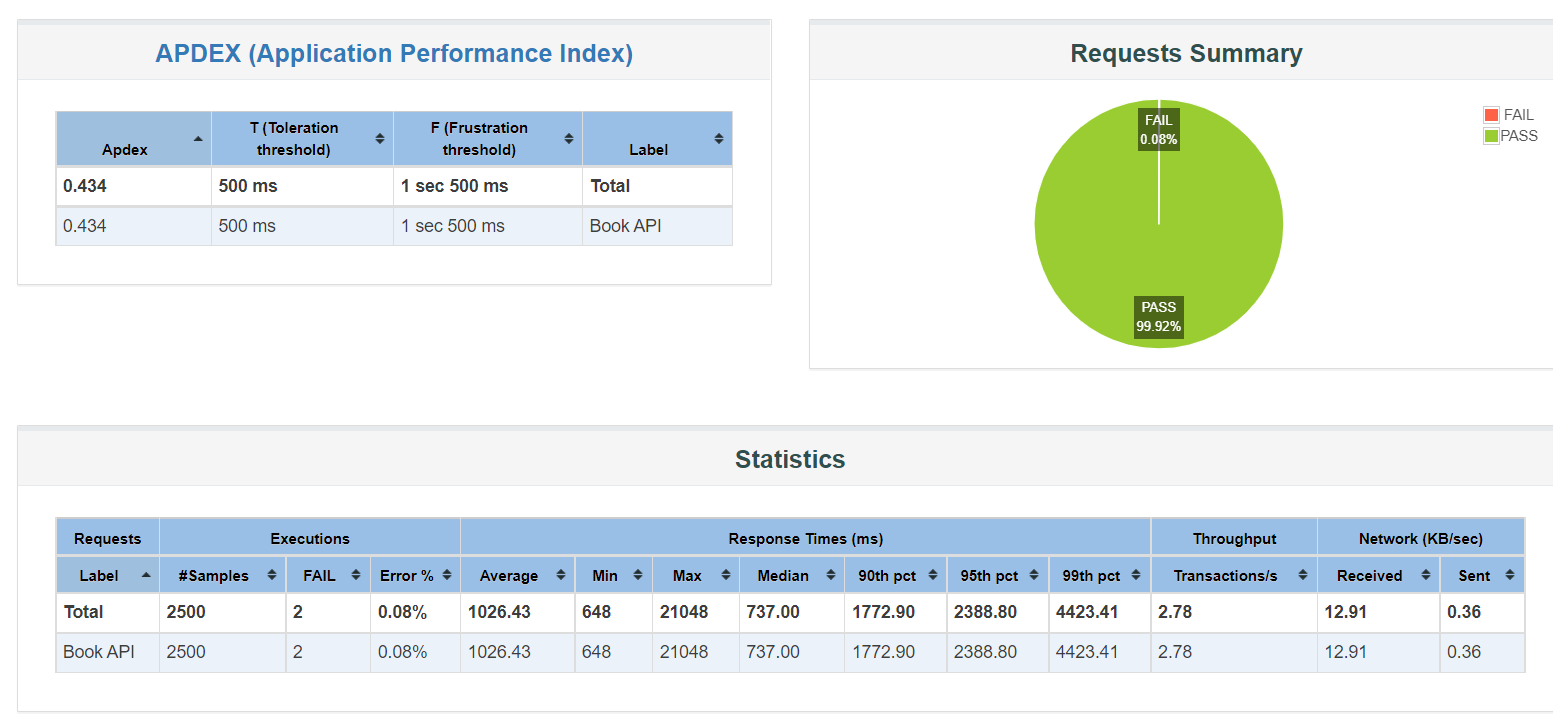 APDEX (Application Performance Index)
Apdex T (Toleration threshold) F (Frustration threshold) Label
0.434 500 ms 1 sec 500 ms Total
0.434 500 ms 1 sec 500 ms Book API
Requests Summary
FAIL
0.08%
PASS
99.92%
FAIL
PASS
Statistics
Requests Executions Response Times (ms) Throughput Network (KB/sec)
Label #Samples FAIL Error % Average Min Max Median 90th pct 95th pct 99th pct Transactions/s Received Sent
Total 2500 2 0.08% 1026.43 648 21048 737.00 1772.90 2388.80 4423.41 2.78 12.91 0.36
Book API 2500 2 0.08% 1026.43 648 21048 737.00 1772.90 2388.80 4423.41 2.78 12.91 0.36